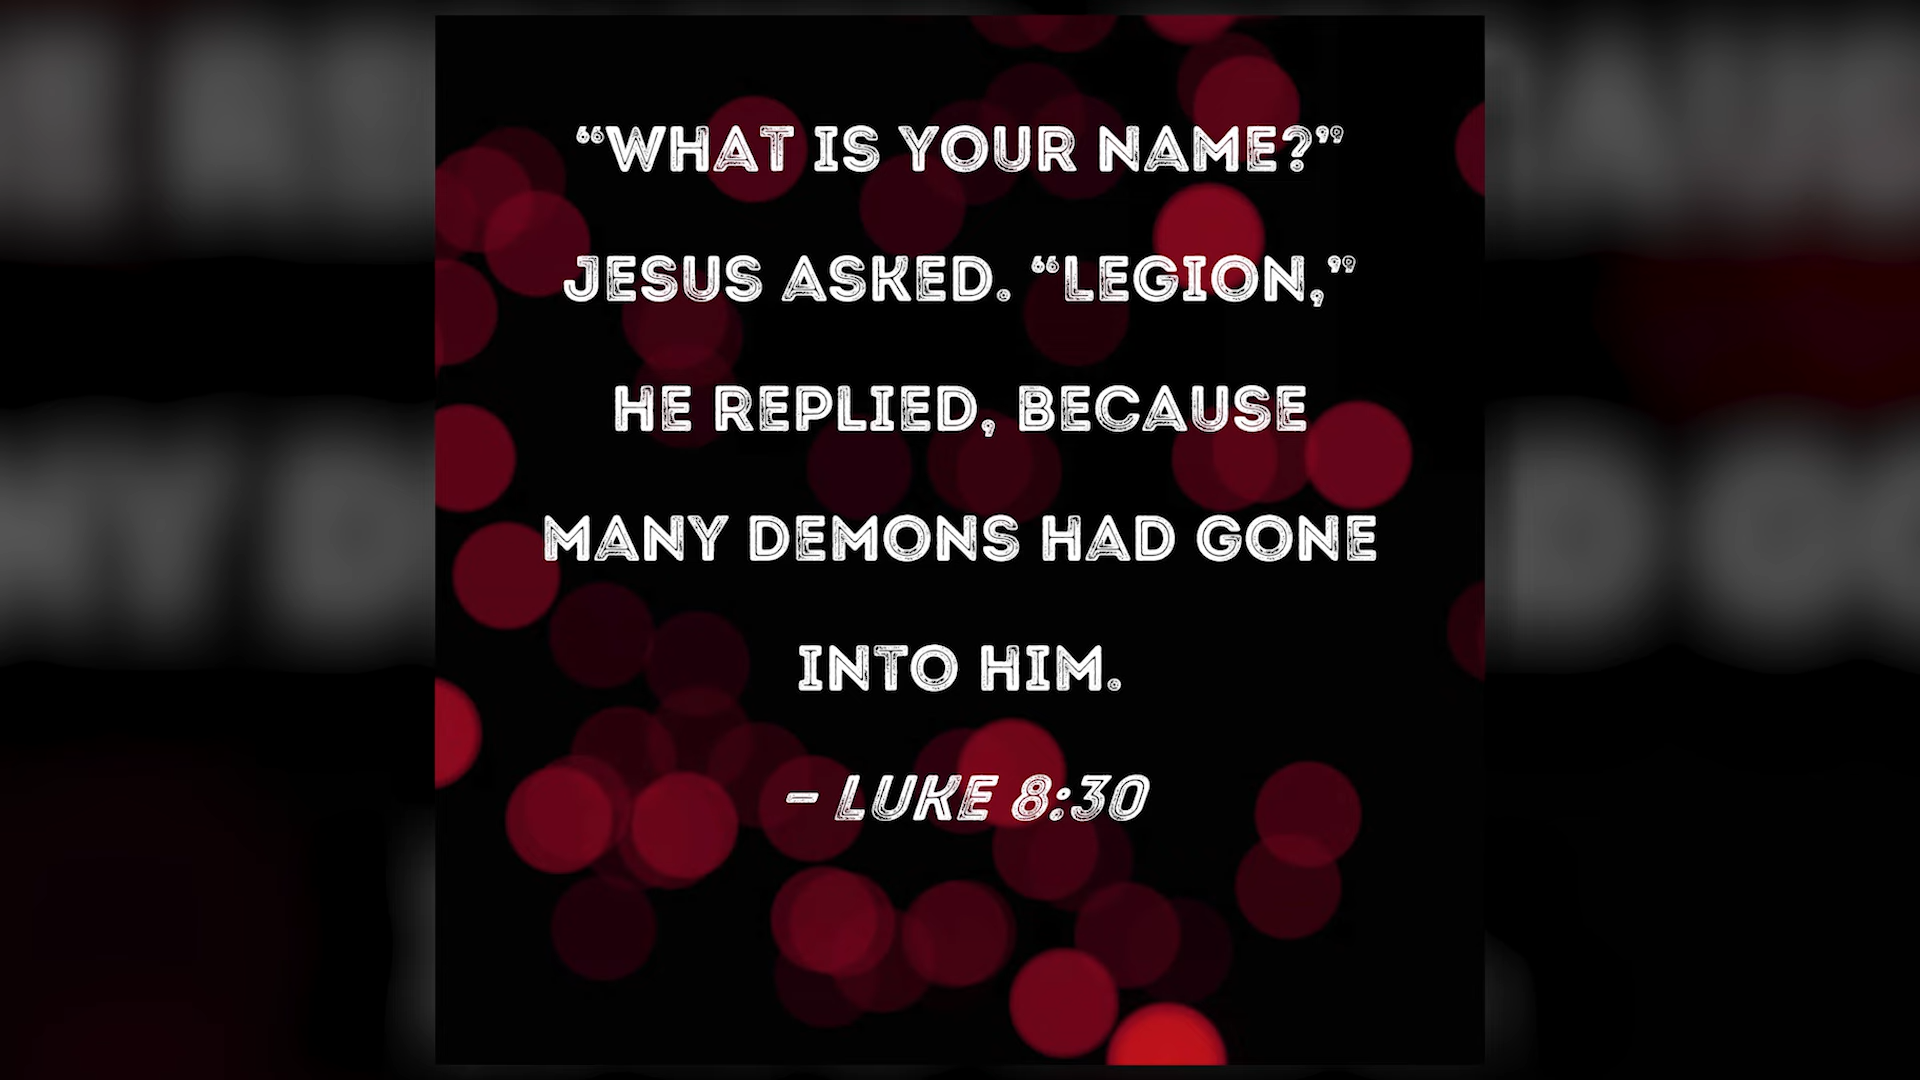 “WHAT IS YOUR NAME?”
JESUS ASKED. “LEGION,”
HE REPLIED, BECAUSE
MANY DEMONS HAD GONE
INTO HIM.
– LUKE 8:30